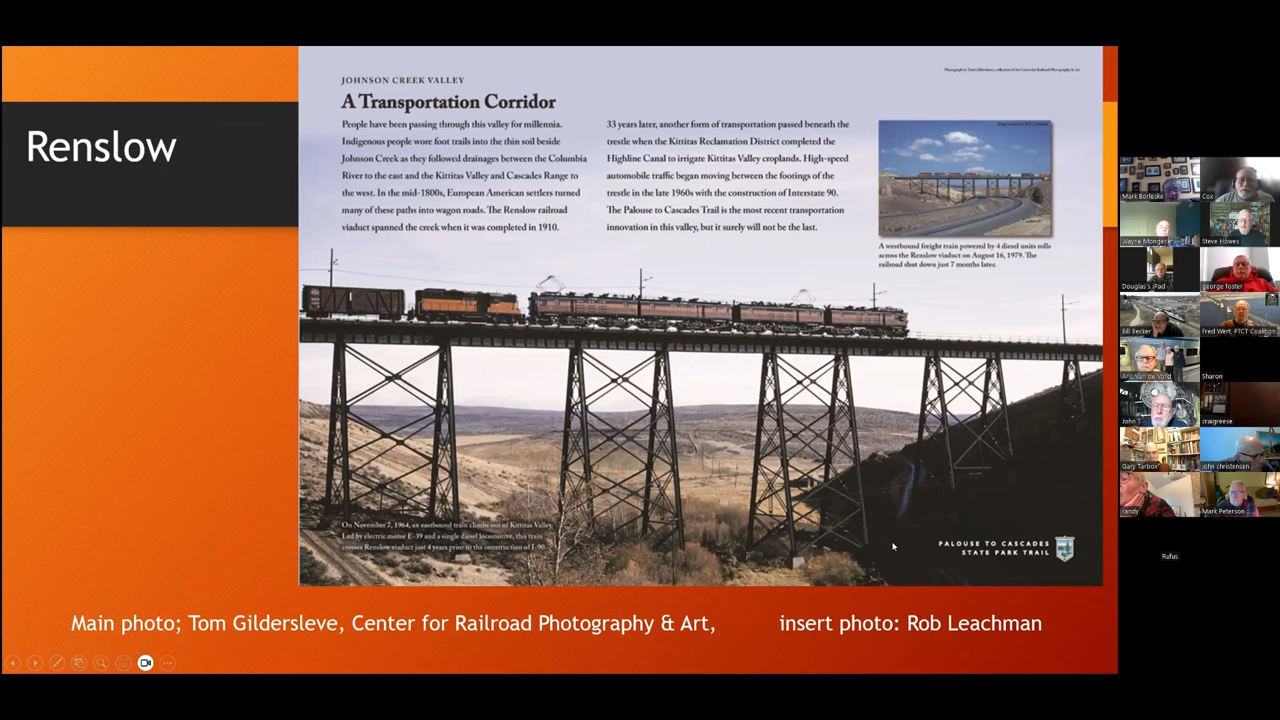 Renslow
JOHNSON CREEK VALLEY
A Transportation Corridor
People have been passing through this valley for millennia.
Indigenous people wore foot trails into the thin soil beside
Johnson Creek as they followed drainages between the Columbia
River to the east and the Kittitas Valley and Cascades Range to
the west. In the mid-1800s, European American settlers turned
many of these paths into wagon roads. The Renslow railroad
viaduct spanned the creek when it was completed in 1910.
33 years later, another form of transportation passed beneath the
trestle when the Kittitas Reclamation District completed the
Highline Canal to irrigate Kittitas Valley croplands. High-speed
automobile traffic began moving between the footings of the
trestle in the late 1960s with the construction of Interstate 90.
The Palouse to Cascades Trail is the most recent transportation
innovation in this valley, but it surely will not be the last.
Photograph by Tom Gildersleeve, collection of the Center for Railroad Photography & Art
A westbound freight train powered by 4 diesel units rolls
across the Renslow viaduct on August 16, 1979. The
railroad shut down just 7 months later.
On November 7, 1964, an eastbound train climbs out of Kittitas Valley.
Led by electric motor E-39 and a single diesel locomotive, this train
crosses Renslow viaduct just 4 years prior to the construction of I-90.
PALOUSE TO CASCADES
STATE PARK TRAIL
Main photo; Tom Gildersleve, Center for Railroad Photography & Art, insert photo: Rob Leachman
Mark Borleske
Cox
Wayne Monger
Steve Howes
Douglas's iPad
george foster
Bill Becker
Fred Wert, PTCT Coalition
Sharon
John T
craigreese
Gary Tarbox
john christensen
randy
Mark Peterson
Rufus